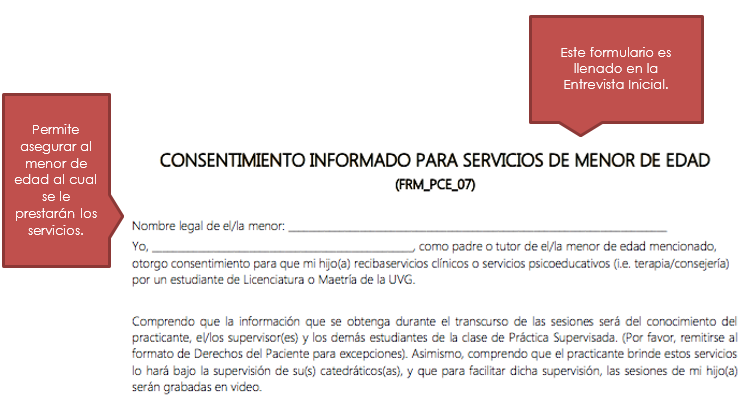 Este formulario es
llenado en la
Entrevista Inicial.
Permite
asegurar al
menor de
edad al cual
se le
prestarán los
servicios.
CONSENTIMIENTO INFORMADO PARA SERVICIOS DE MENOR DE EDAD
(FRM_PCE_07)
Nombre legal de el/la menor: ___________________________________________________________
Yo, _________________________________________, como padre o tutor de el/la menor de edad mencionado,
otorgo consentimiento para que mi hijo(a) recibaservicios clínicos o servicios psicoeducativos (i.e. terapia/consejería)
por un estudiante de Licenciatura o Maetría de la UVG.
Comprendo que la información que se obtenga durante el transcurso de las sesiones será del conocimiento del
practicante, el/los supervisor(es) y los demás estudiantes de la clase de Práctica Supervisada. (Por favor, remitirse al
formato de Derechos del Paciente para excepciones). Asimismo, comprendo que el practicante brinde estos servicios
lo hará bajo la supervisión de su(s) catedráticos(as), y que para facilitar dicha supervisión, las sesiones de mi hijo(a)
serán grabadas en video.